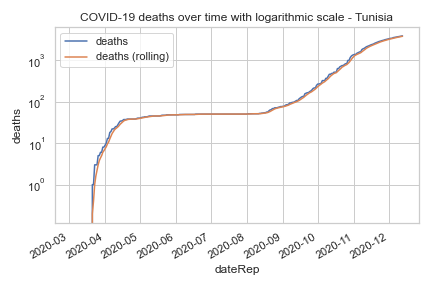 COVID-19 deaths over time with logarithmic scale - Tunisia
deaths
deaths (rolling)
10³
10²
10¹
10⁰
deaths
2020-03
2020-04
2020-05
2020-06
2020-07
2020-08
2020-09
2020-10
2020-11
2020-12
dateRep